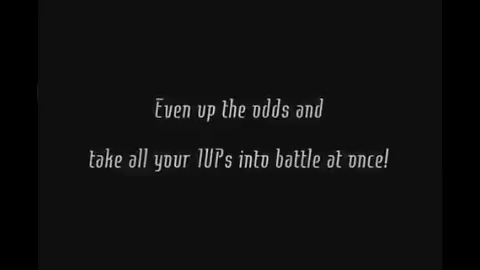 Even up the odds and
take all your 1UPs into battle at once!